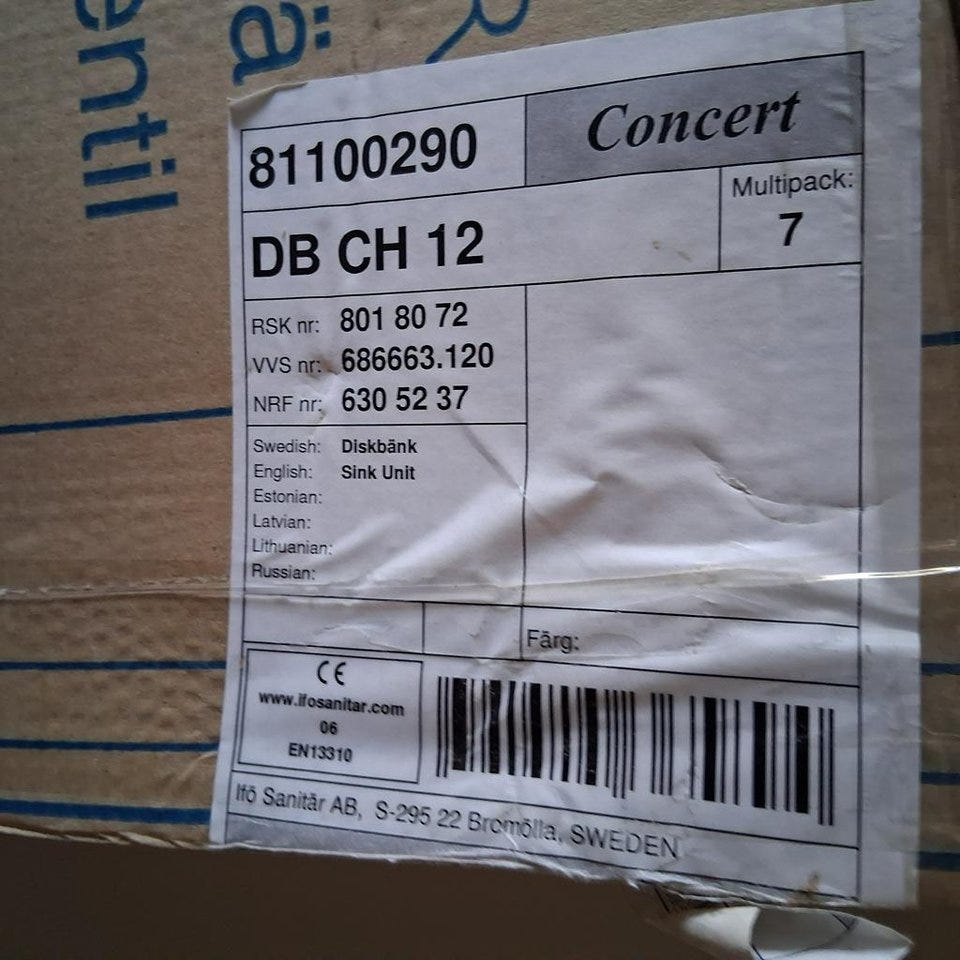 R
ä
entil
81100290
Concert
DB CH 12
Multipack:
7
RSK nr: 801 80 72
VVS nr: 686663.120
NRF nr: 630 52 37
Swedish: Diskbänk
English: Sink Unit
Estonian:
Latvian:
Lithuanian:
Russian:
Färg:
CE
www.ifosanitar.com
06
EN13310
Ifö Sanitär AB, S-295 22 Bromölla, SWEDEN